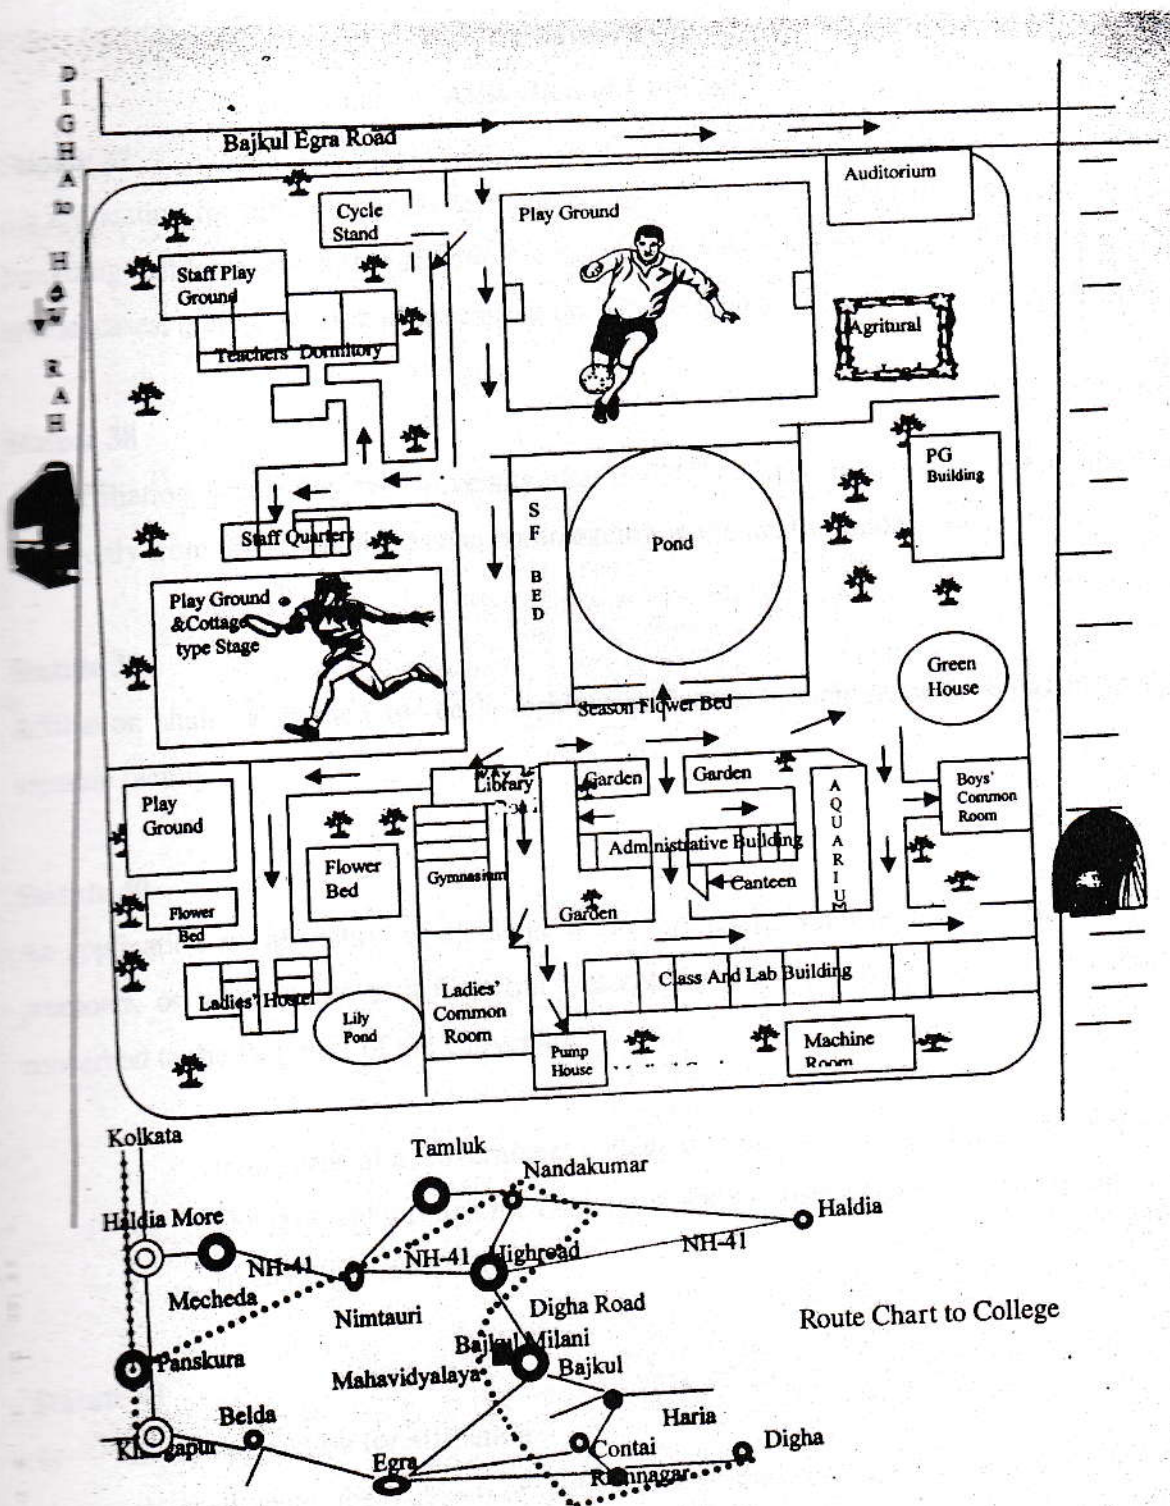 DIGHA to HOWRAH
Bajkul Egra Road
Auditorium
Cycle
Stand
Play Ground
Staff Play
Ground
Agritural
Teachers' Dormitory
PG
Building
SF BED
Pond
Staff Quarter
Play Ground
&Cottage
type Stage
Green
House
Season Flower Bed
Library
Garden
Garden
Play
Ground
AQUARIUM
Boys'
Common
Room
Administrative Building
Flower
Bed
Gymnasium
Canteen
Flower
Bed
Garden
Class And Lab Building
Ladies' Hostel
Lily
Pond
Ladies'
Common
Room
Pump
House
Machine
Room
Kolkata
Tamluk
Nandakumar
Haldia More
Haldia
NH-41
NH-41 Highroad
NH-41
Mecheda
Nimtauri
Digha Road
Route Chart to College
Panskura
Bajkul Milani
Mahavidyalaya
Bajkul
Belda
Haria
Khragapur
Egra
Contai
Digha
Ramnagar